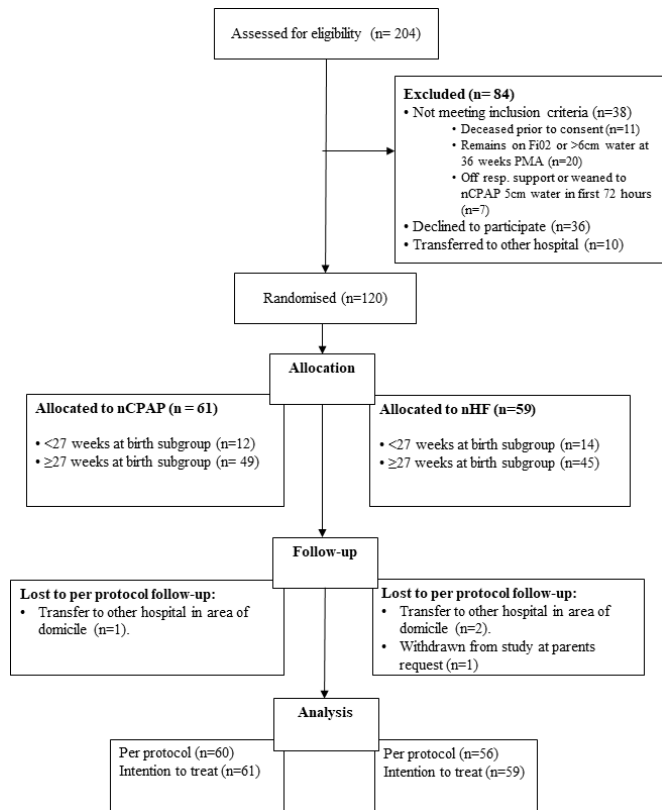 Assessed for eligibility (n= 204)
Excluded (n= 84)
• Not meeting inclusion criteria (n=38)
• Deceased prior to consent (n=11)
• Remains on Fi02 or >6cm water at
36 weeks PMA (n=20)
• Off resp. support or weaned to
nCPAP 5cm water in first 72 hours
(n=7)
• Declined to participate (n=36)
• Transferred to other hospital (n=10)
Randomised (n=120)
Allocation
Allocated to nCPAP (n = 61)
• <27 weeks at birth subgroup (n=12)
• ≥27 weeks at birth subgroup (n= 49)
Allocated to nHF (n=59)
• <27 weeks at birth subgroup (n=14)
• ≥27 weeks at birth subgroup (n=45)
Follow-up
Lost to per protocol follow-up:
• Transfer to other hospital in area of
domicile (n=1).
Lost to per protocol follow-up:
• Transfer to other hospital in area of
domicile (n=2).
• Withdrawn from study at parents
request (n=1)
Analysis
Per protocol (n=60)
Intention to treat (n=61)
Per protocol (n=56)
Intention to treat (n=59)